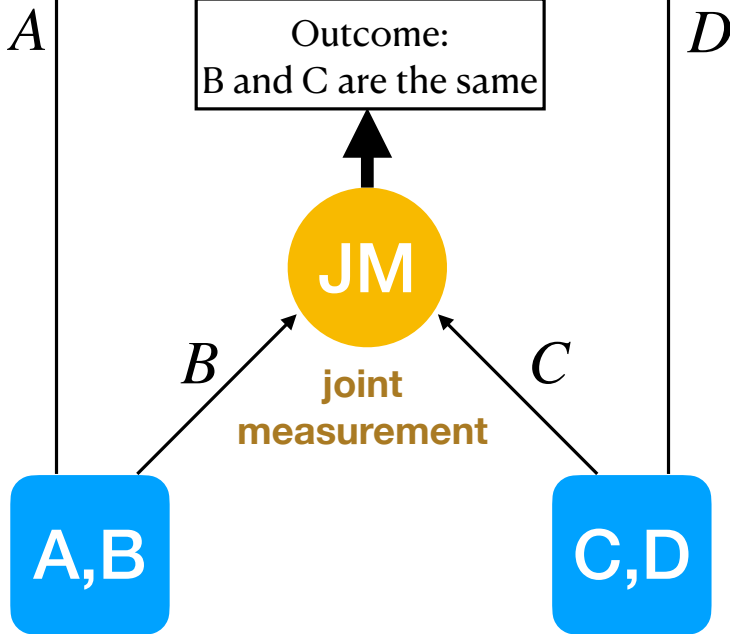 A
Outcome:
B and C are the same
D
JM
B
joint
measurement
C
A,B
C,D